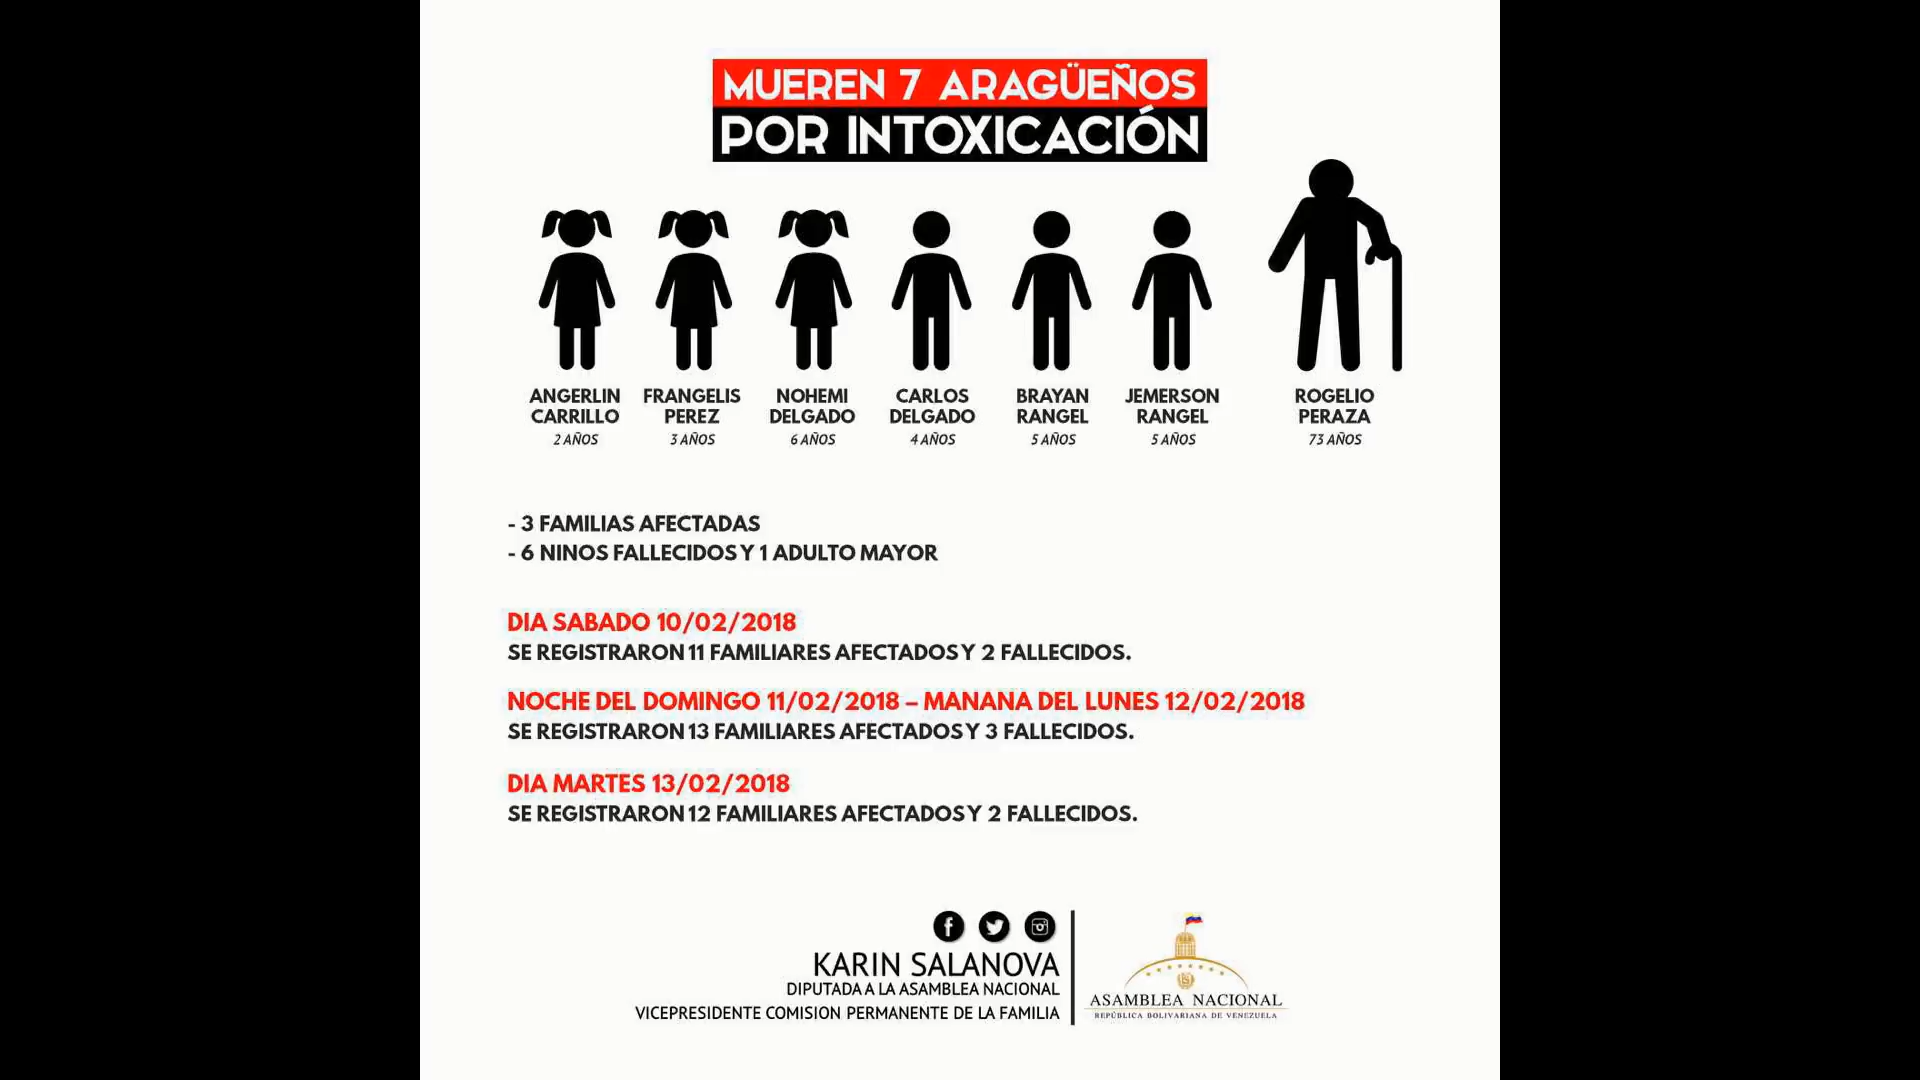 MUEREN 7 ARAGÜEÑOS
POR INTOXICACIÓN
ANGERLIN
CARRILLO
2 AÑOS
FRANGELIS
PEREZ
3 AÑOS
NOHEMI
DELGADO
6 AÑOS
CARLOS
DELGADO
4 AÑOS
BRAYAN
RANGEL
5 AÑOS
JEMERSON
RANGEL
5 AÑOS
ROGELIO
PERAZA
73 AÑOS
- 3 FAMILIAS AFECTADAS
- 6 NINOS FALLECIDOS Y 1 ADULTO MAYOR
DIA SABADO 10/02/2018
SE REGISTRARON 11 FAMILIARES AFECTADOS Y 2 FALLECIDOS.
NOCHE DEL DOMINGO 11/02/2018 – MANANA DEL LUNES 12/02/2018
SE REGISTRARON 13 FAMILIARES AFECTADOS Y 3 FALLECIDOS.
DIA MARTES 13/02/2018
SE REGISTRARON 12 FAMILIARES AFECTADOS Y 2 FALLECIDOS.
KARIN SALANOVA
DIPUTADA A LA ASAMBLEA NACIONAL
VICEPRESIDENTE COMISION PERMANENTE DE LA FAMILIA
ASAMBLEA NACIONAL
REPÚBLICA BOLIVARIANA DE VENEZUELA